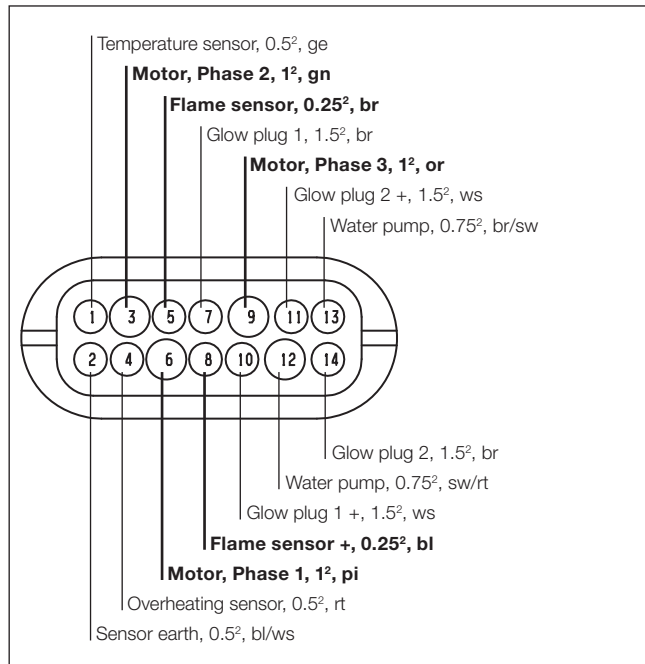 Temperature sensor, 0.5², ge
Motor, Phase 2, 1², gn
Flame sensor, 0.25², br
Glow plug 1, 1.5², br
Motor, Phase 3, 1², or
Glow plug 2 +, 1.5², ws
Water pump, 0.75², br/sw
1 3 5 7 9 11 13
2 4 6 8 10 12 14
Glow plug 2, 1.5², br
Water pump, 0.75², sw/rt
Glow plug 1 +, 1.5², ws
Flame sensor +, 0.25², bl
Motor, Phase 1, 1², pi
Overheating sensor, 0.5², rt
Sensor earth, 0.5², bl/ws